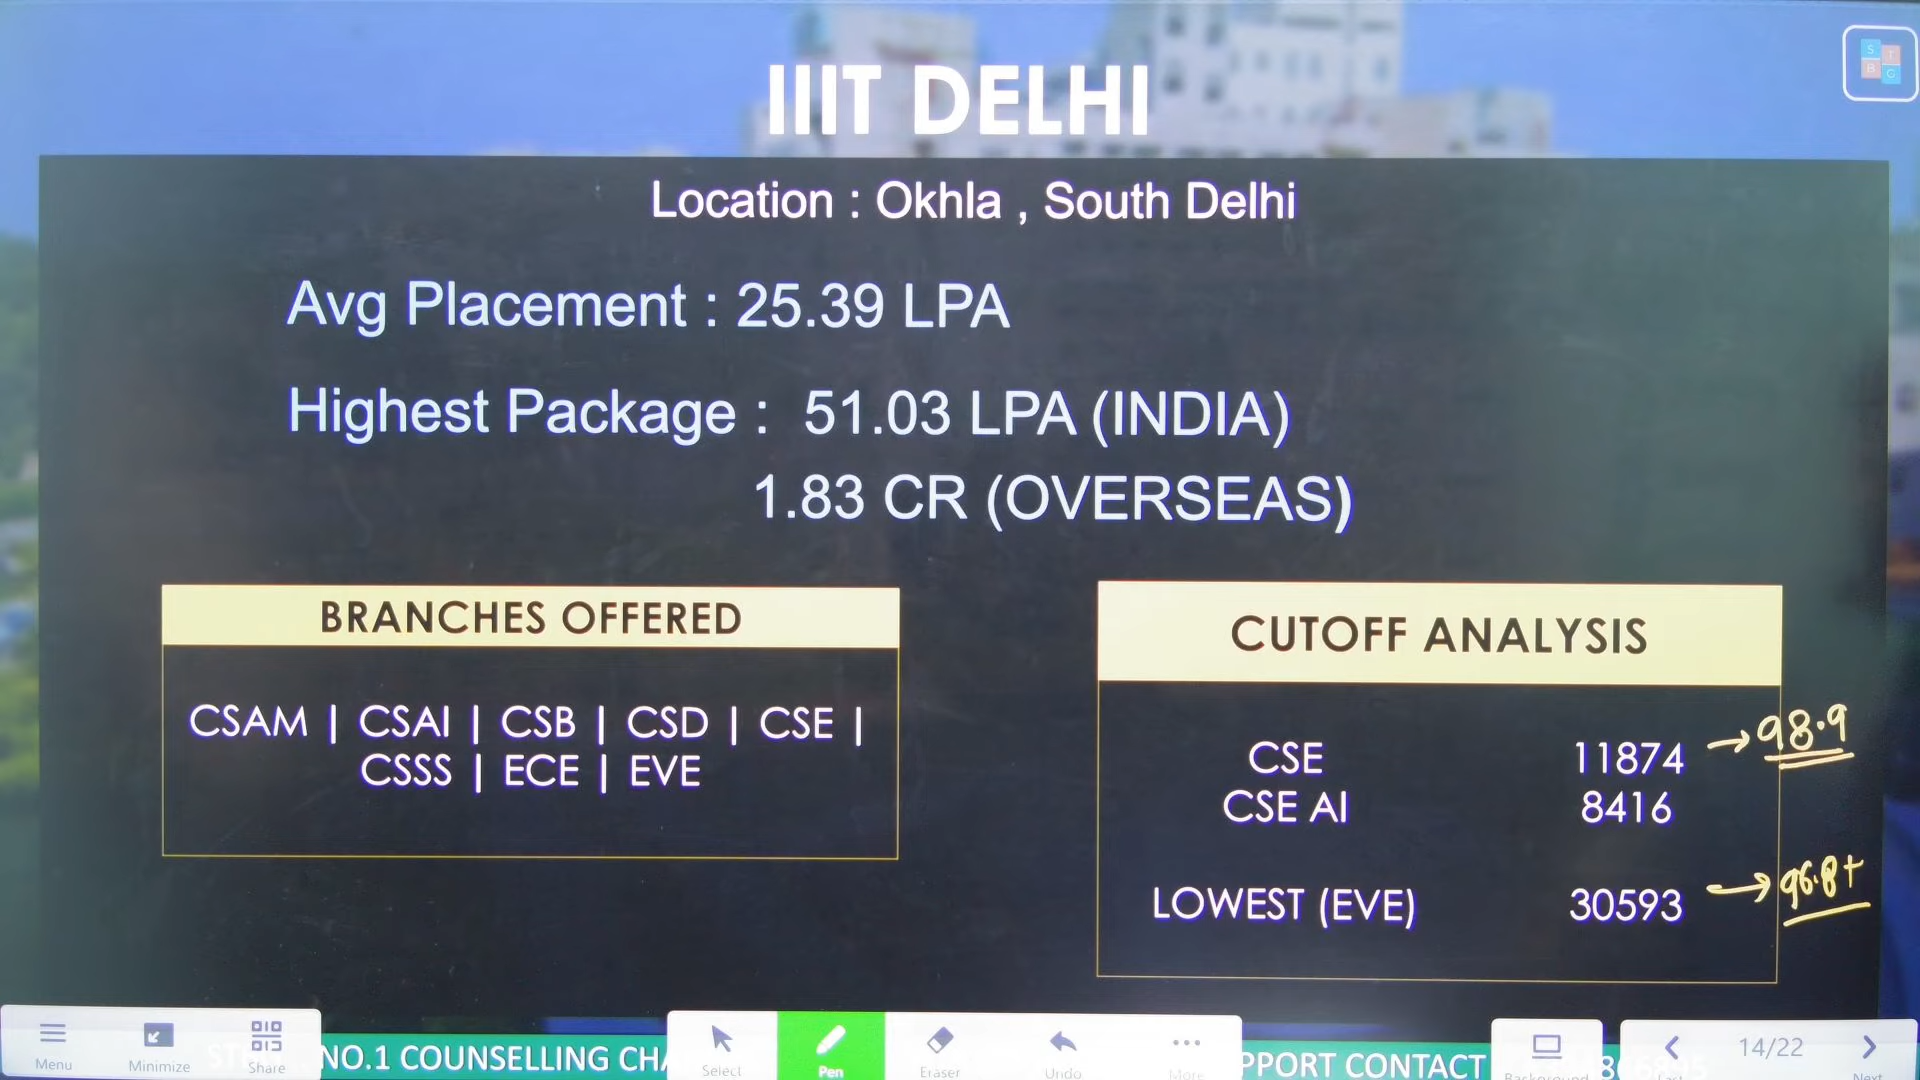 S T
B G
IIIT DELHI
Location : Okhla , South Delhi
Avg Placement : 25.39 LPA
Highest Package : 51.03 LPA (INDIA)
1.83 CR (OVERSEAS)
BRANCHES OFFERED
CSAM | CSAI | CSB | CSD | CSE |
CSSS | ECE | EVE
CUTOFF ANALYSIS
CSE 11874 →98.9
CSE AI 8416
LOWEST (EVE) 30593 →96.8+
NO.1 COUNSELLING CHA
PPORT CONTACT
Menu Minimize Share Select Pen Eraser Undo More Background 14/22 Next